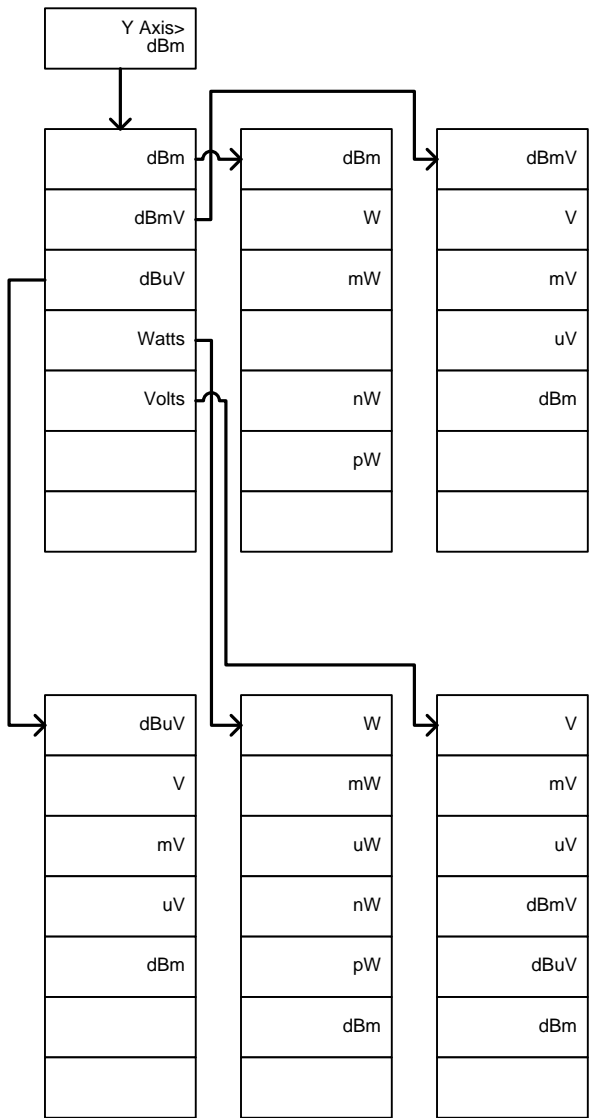 Y Axis>
dBm
dBm
dBmV
dBuV
Watts
Volts
dBm
W
mW
nW
pW
dBmV
V
mV
uV
dBm
dBuV
V
mV
uV
dBm
W
mW
uW
nW
pW
dBm
V
mV
uV
dBmV
dBuV
dBm